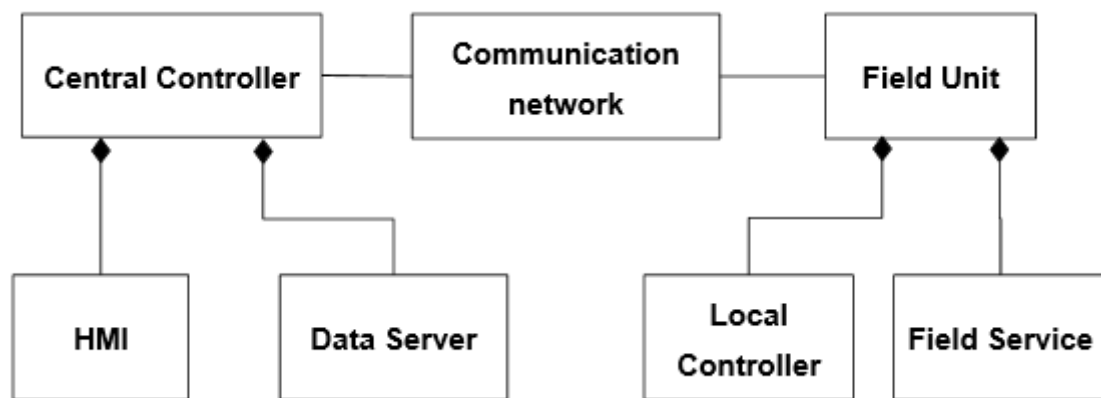 Central Controller
Communication
network
Field Unit
HMI
Data Server
Local
Controller
Field Service